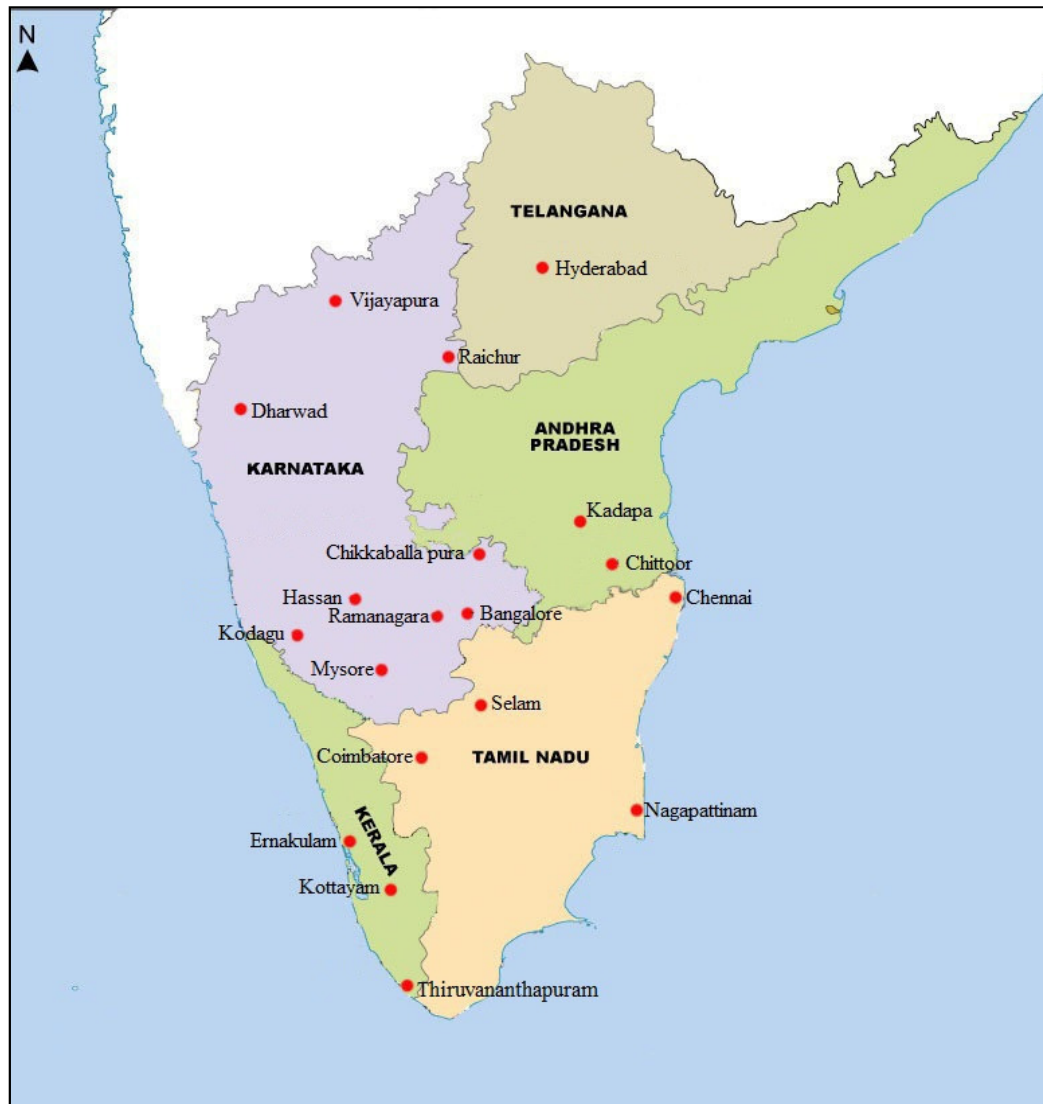 N
TELANGANA
Hyderabad
Vijayapura
Raichur
Dharwad
ANDHRA
PRADESH
KARNATAKA
Kadapa
Chikkaballa pura
Chittoor
Hassan
Chennai
Ramanagara
Bangalore
Kodagu
Mysore
Selam
Coimbatore
TAMIL NADU
Nagapattinam
KERALA
Ernakulam
Kottayam
Thiruvananthapuram